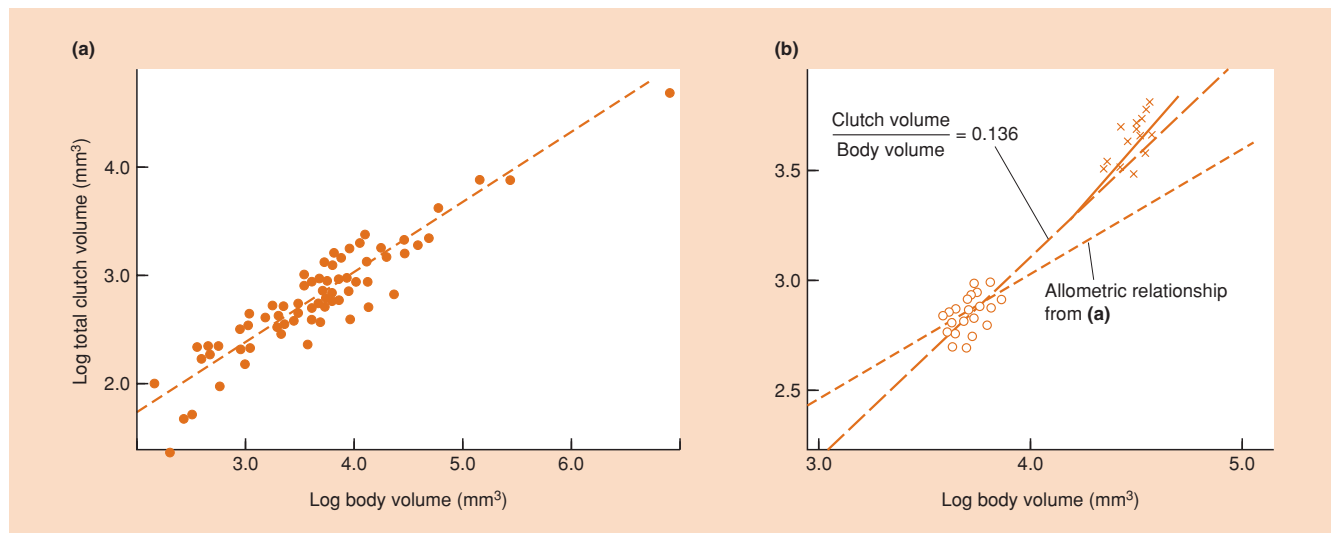 (a)
Log total clutch volume (mm³)
4.0
3.0
2.0
3.0 4.0 5.0 6.0
Log body volume (mm³)
(b)
Clutch volume
Body volume
= 0.136
Allometric relationship
from (a)
3.5
3.0
2.5
3.0 4.0 5.0
Log body volume (mm³)